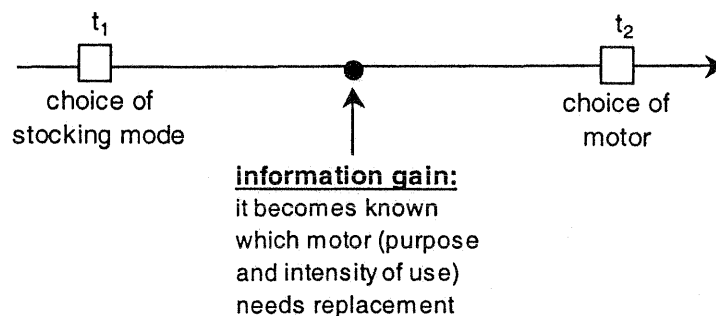 t1
t2
choice of
stocking mode
choice of
motor
information gain:
it becomes known
which motor (purpose
and intensity of use)
needs replacement